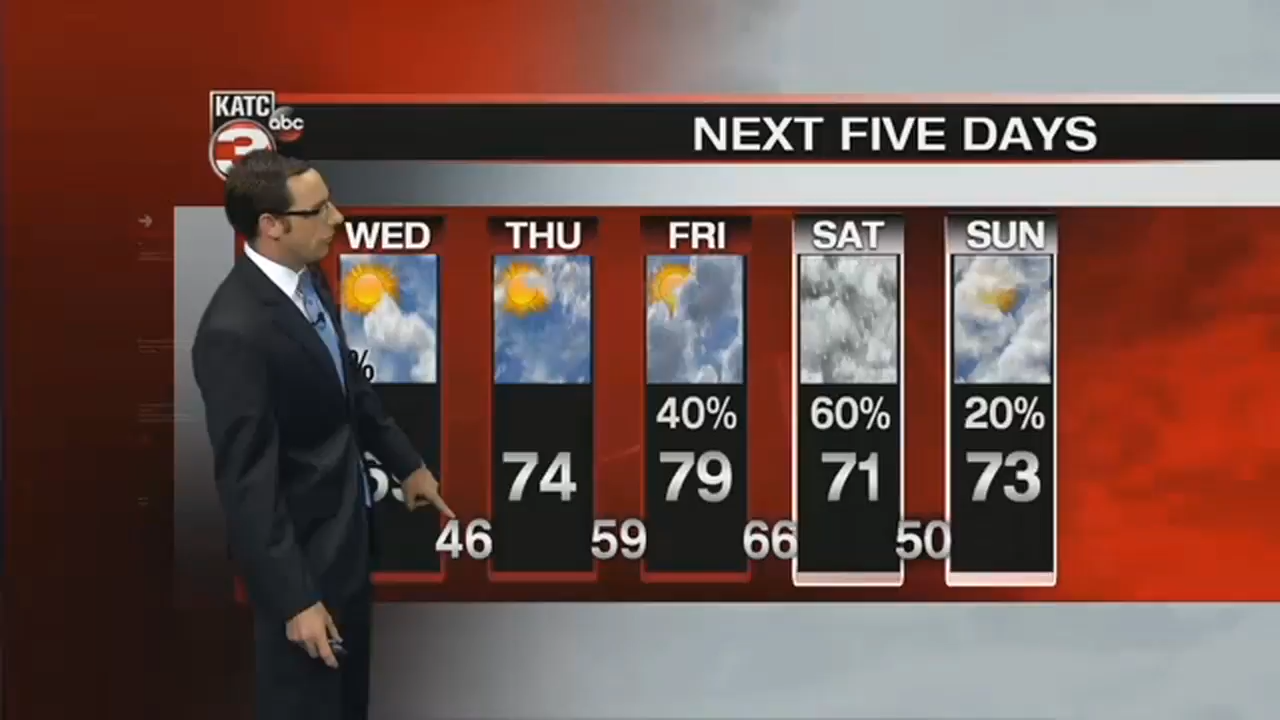 KATC
abc
3
NEXT FIVE DAYS
WED THU FRI SAT SUN
%
40% 60% 20%
74 79 71 73
46 59 66 50